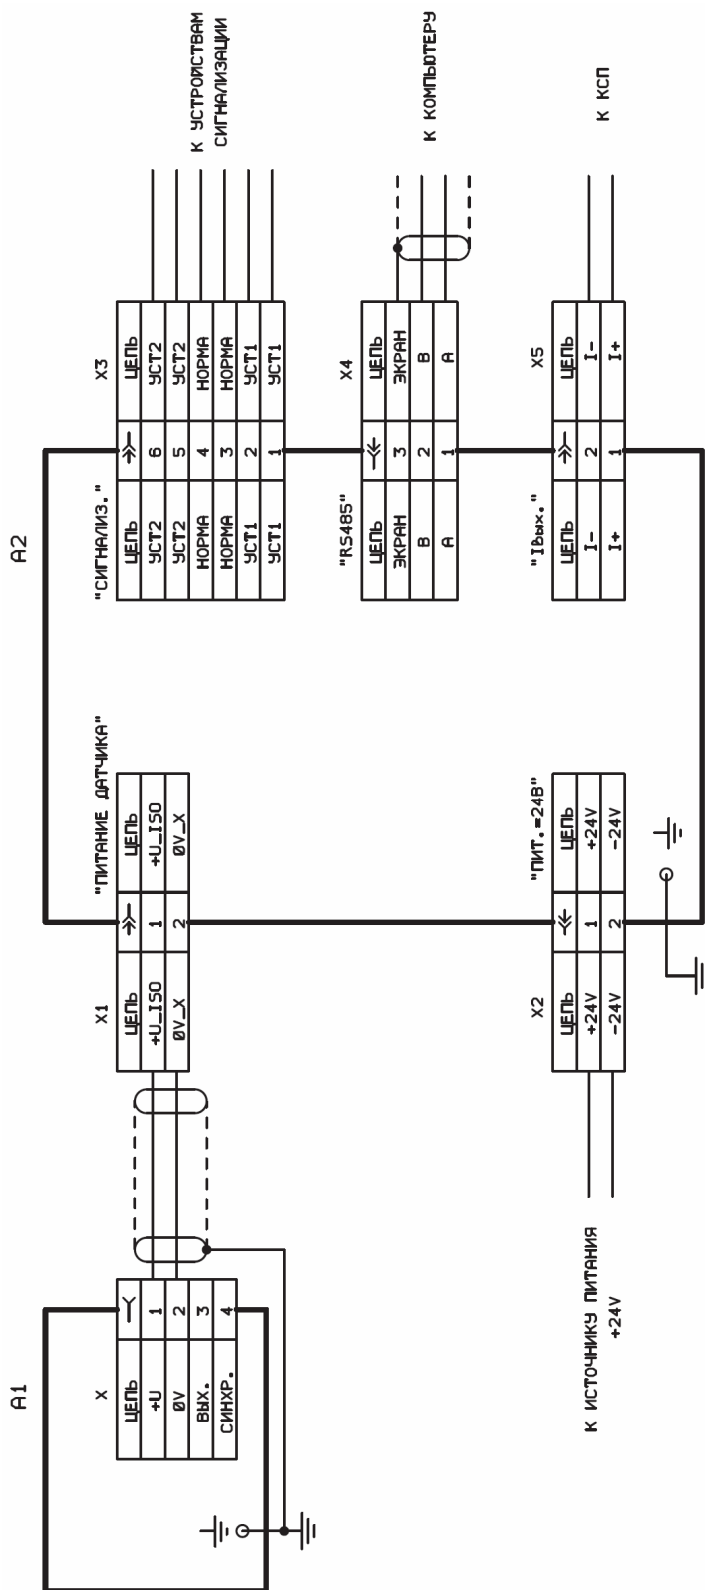 А1
А2
X
ЦЕПЬ
+U 1
0V 2
ВЫХ. 3
СИНХР. 4
X1
"ПИТАНИЕ ДАТЧИКА"
ЦЕПЬ ЦЕПЬ
+U_ISO 1 +U_ISO
0V_X 2 0V_X
"СИГНАЛИЗ."
X3
ЦЕПЬ ЦЕПЬ
УСТ2 6 УСТ2
УСТ2 5 УСТ2
НОРМА 4 НОРМА
НОРМА 3 НОРМА
УСТ1 2 УСТ1
УСТ1 1 УСТ1
К УСТРОЙСТВАМ
СИГНАЛИЗАЦИИ
"RS485"
X4
ЦЕПЬ ЦЕПЬ
ЭКРАН 3 ЭКРАН
B 2 B
A 1 A
К КОМПЬЮТЕРУ
X2
"ПИТ.=24В"
ЦЕПЬ ЦЕПЬ
+24V 1 +24V
-24V 2 -24V
К ИСТОЧНИКУ ПИТАНИЯ
+24V
"Iвых."
X5
ЦЕПЬ ЦЕПЬ
I- 2 I-
I+ 1 I+
К КСП